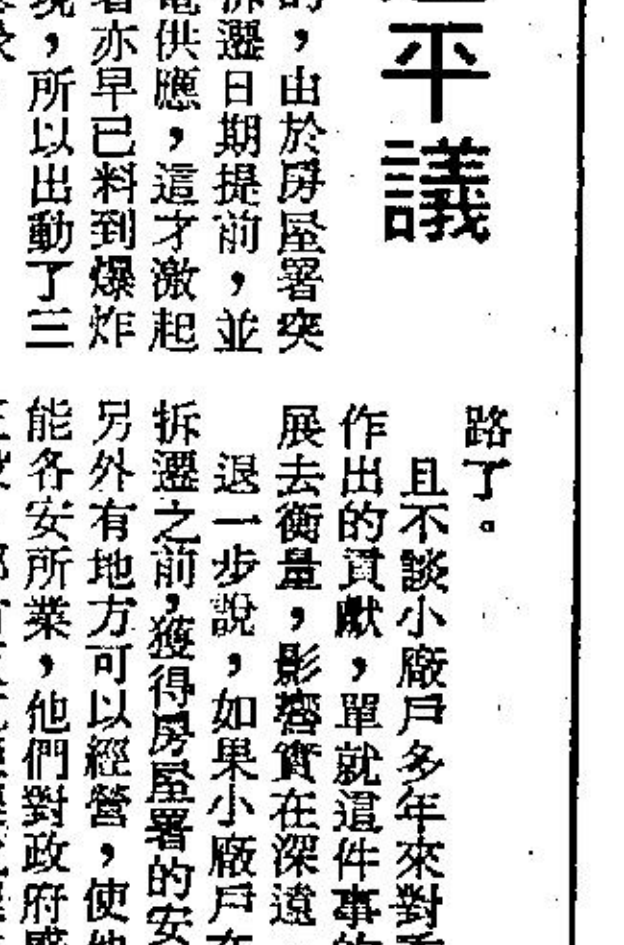 平議
的，由於房屋署突
拆遷日期提前，並
電供應，這才激起
者亦早已料到爆炸
境，所以出動了三
路了。
且不談小廠戶多年來對
作出的貢獻，單就這件事的
展去衡量，影響實在深遠
退一步說，如果小廠戶在
拆遷之前，獲得房屋署的安
另外有地方可以經營，使他
能各安所業，他們對政府感